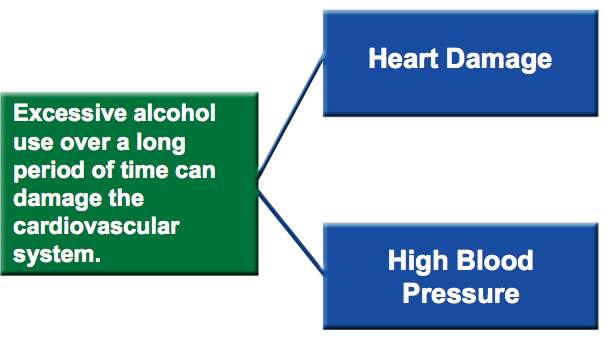 Excessive alcohol
use over a long
period of time can
damage the
cardiovascular
system.
Heart Damage
High Blood
Pressure